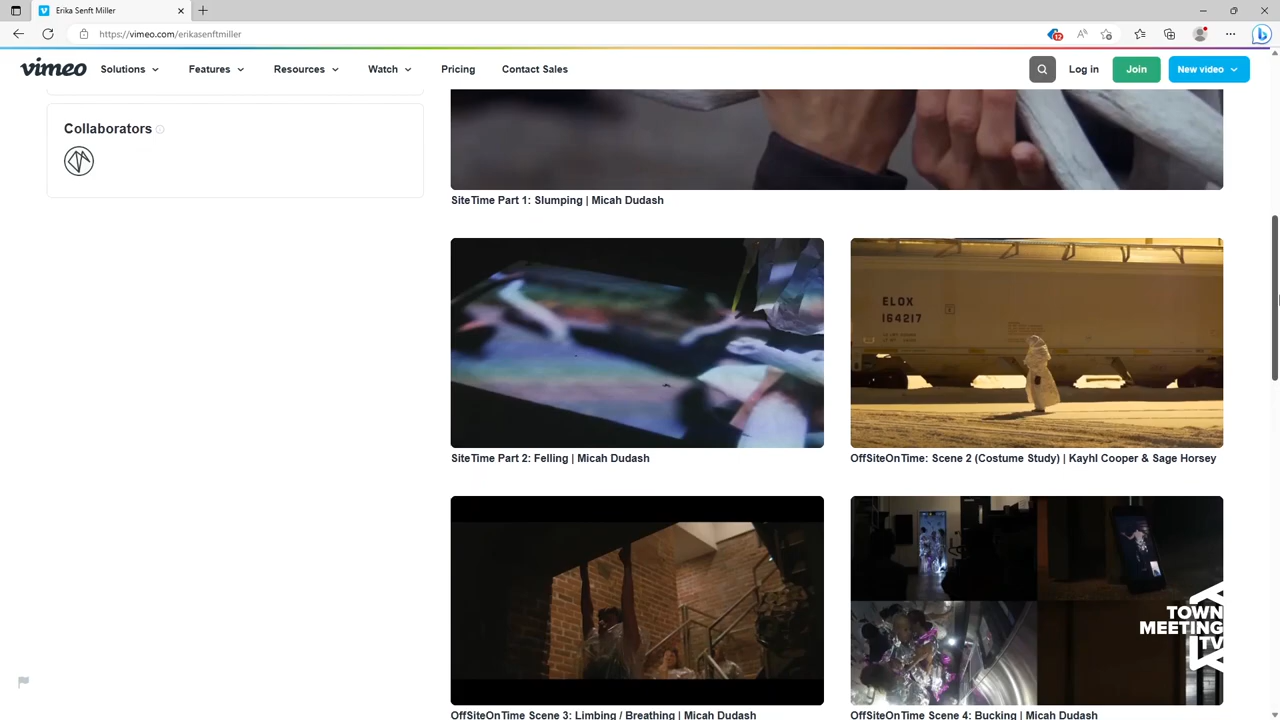 Erika Senft Miller
https://vimeo.com/erikasenftmiller
12
vimeo
Solutions
Features
Resources
Watch
Pricing
Contact Sales
Log in
Join
New video
Collaborators
SiteTime Part 1: Slumping | Micah Dudash
ELOX
164217
SiteTime Part 2: Felling | Micah Dudash
OffSiteOnTime: Scene 2 (Costume Study) | Kayhl Cooper & Sage Horsey
TOWN
MEETING
TV
OffSiteOnTime Scene 3: Limbing / Breathing | Micah Dudash
OffSiteOnTime Scene 4: Bucking | Micah Dudash